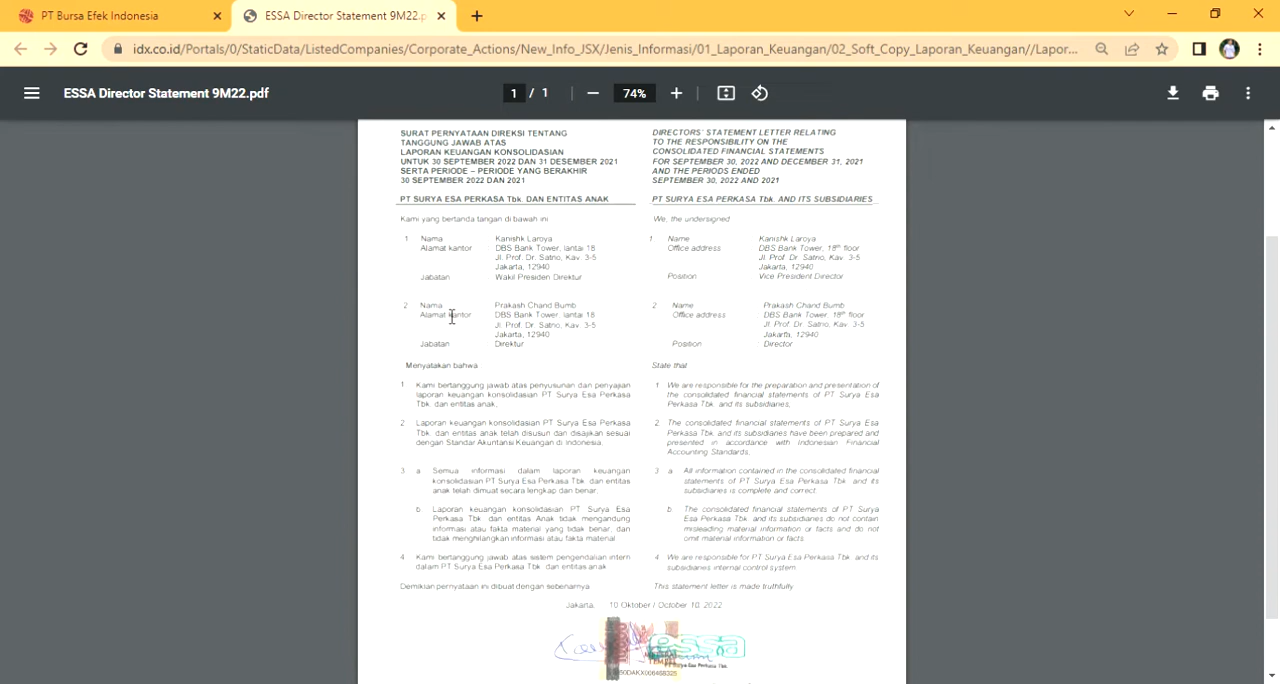 PT Bursa Efek Indonesia
ESSA Director Statement 9M22.p
idx.co.id/Portals/0/StaticData/ListedCompanies/Corporate_Actions/New_Info_JSX/Jenis_Informasi/01_Laporan_Keuangan/02_Soft_Copy_Laporan_Keuangan//Lapor...
ESSA Director Statement 9M22.pdf
1 / 1
74%
SURAT PERNYATAAN DIREKSI TENTANG
TANGGUNG JAWAB ATAS
LAPORAN KEUANGAN KONSOLIDASIAN
UNTUK 30 SEPTEMBER 2022 DAN 31 DESEMBER 2021
SERTA PERIODE – PERIODE YANG BERAKHIR
30 SEPTEMBER 2022 DAN 2021
PT SURYA ESA PERKASA Tbk. DAN ENTITAS ANAK
Kami yang bertanda tangan di bawah ini
1 Nama Kanishk Laroya
Alamat kantor DBS Bank Tower, lantai 18
Jl. Prof. Dr. Satrio, Kav. 3-5
Jakarta, 12940
Jabatan Wakil Presiden Direktur
2 Nama Prakash Chand Bumb
Alamat kantor DBS Bank Tower, lantai 18
Jl. Prof. Dr. Satrio, Kav. 3-5
Jakarta, 12940
Jabatan Direktur
Menyatakan bahwa
1 Kami bertanggung jawab atas penyusunan dan penyajian
laporan keuangan konsolidasian PT Surya Esa Perkasa
Tbk. dan entitas anak,
2 Laporan keuangan konsolidasian PT Surya Esa Perkasa
Tbk. dan entitas anak telah disusun dan disajikan sesuai
dengan Standar Akuntansi Keuangan di Indonesia.
3 a Semua informasi dalam laporan keuangan
konsolidasian PT Surya Esa Perkasa Tbk dan entitas
anak telah dimuat secara lengkap dan benar,
b. Laporan keuangan konsolidasian PT Surya Esa
Perkasa Tbk. dan entitas Anak tidak mengandung
informasi atau fakta material yang tidak benar, dan
tidak menghilangkan informasi atau fakta material
4 Kami bertanggung jawab atas sistem pengendalian intern
dalam PT Surya Esa Perkasa Tbk. dan entitas anak
Demikian pernyataan ini dibuat dengan sebenarnya
DIRECTORS' STATEMENT LETTER RELATING
TO THE RESPONSIBILITY ON THE
CONSOLIDATED FINANCIAL STATEMENTS
FOR SEPTEMBER 30, 2022 AND DECEMBER 31, 2021
AND THE PERIODS ENDED
SEPTEMBER 30, 2022 AND 2021
PT SURYA ESA PERKASA Tbk. AND ITS SUBSIDIARIES
We, the undersigned
1 Name Kanishk Laroya
Office address DBS Bank Tower, 18th floor
Jl. Prof. Dr. Satrio, Kav. 3-5
Jakarta, 12940
Position Vice President Director
2 Name Prakash Chand Bumb
Office address DBS Bank Tower, 18th floor
Jl. Prof. Dr. Satrio, Kav. 3-5
Jakarta, 12940
Position Director
State that
1 We are responsible for the preparation and presentation of
the consolidated financial statements of PT Surya Esa
Perkasa Tbk. and its subsidiaries,
2 The consolidated financial statements of PT Surya Esa
Perkasa Tbk. and its subsidiaries have been prepared and
presented in accordance with Indonesian Financial
Accounting Standards,
3 a All information contained in the consolidated financial
statements of PT Surya Esa Perkasa Tbk. and its
subsidiaries is complete and correct.
b The consolidated financial statements of PT Surya
Esa Perkasa Tbk. and its subsidiaries do not contain
misleading material information or facts and do not
omit material information or facts.
4 We are responsible for PT Surya Esa Perkasa Tbk. and its
subsidiaries internal control system
This statement letter is made truthfully
Jakarta, 10 Oktober / October 10, 2022
essa
PT Surya Esa Perkasa Tbk.